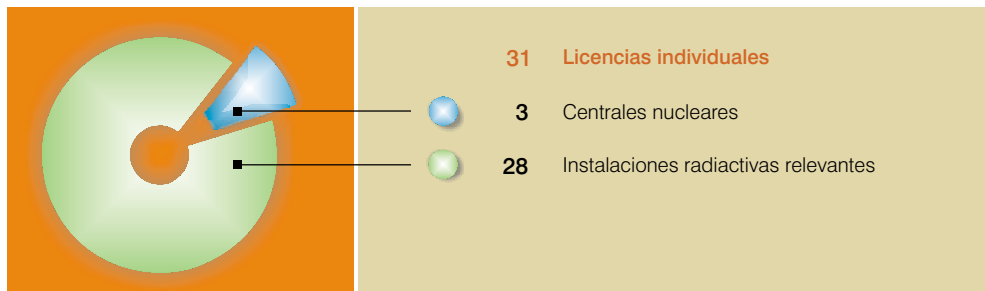 31 Licencias individuales
3 Centrales nucleares
28 Instalaciones radiactivas relevantes